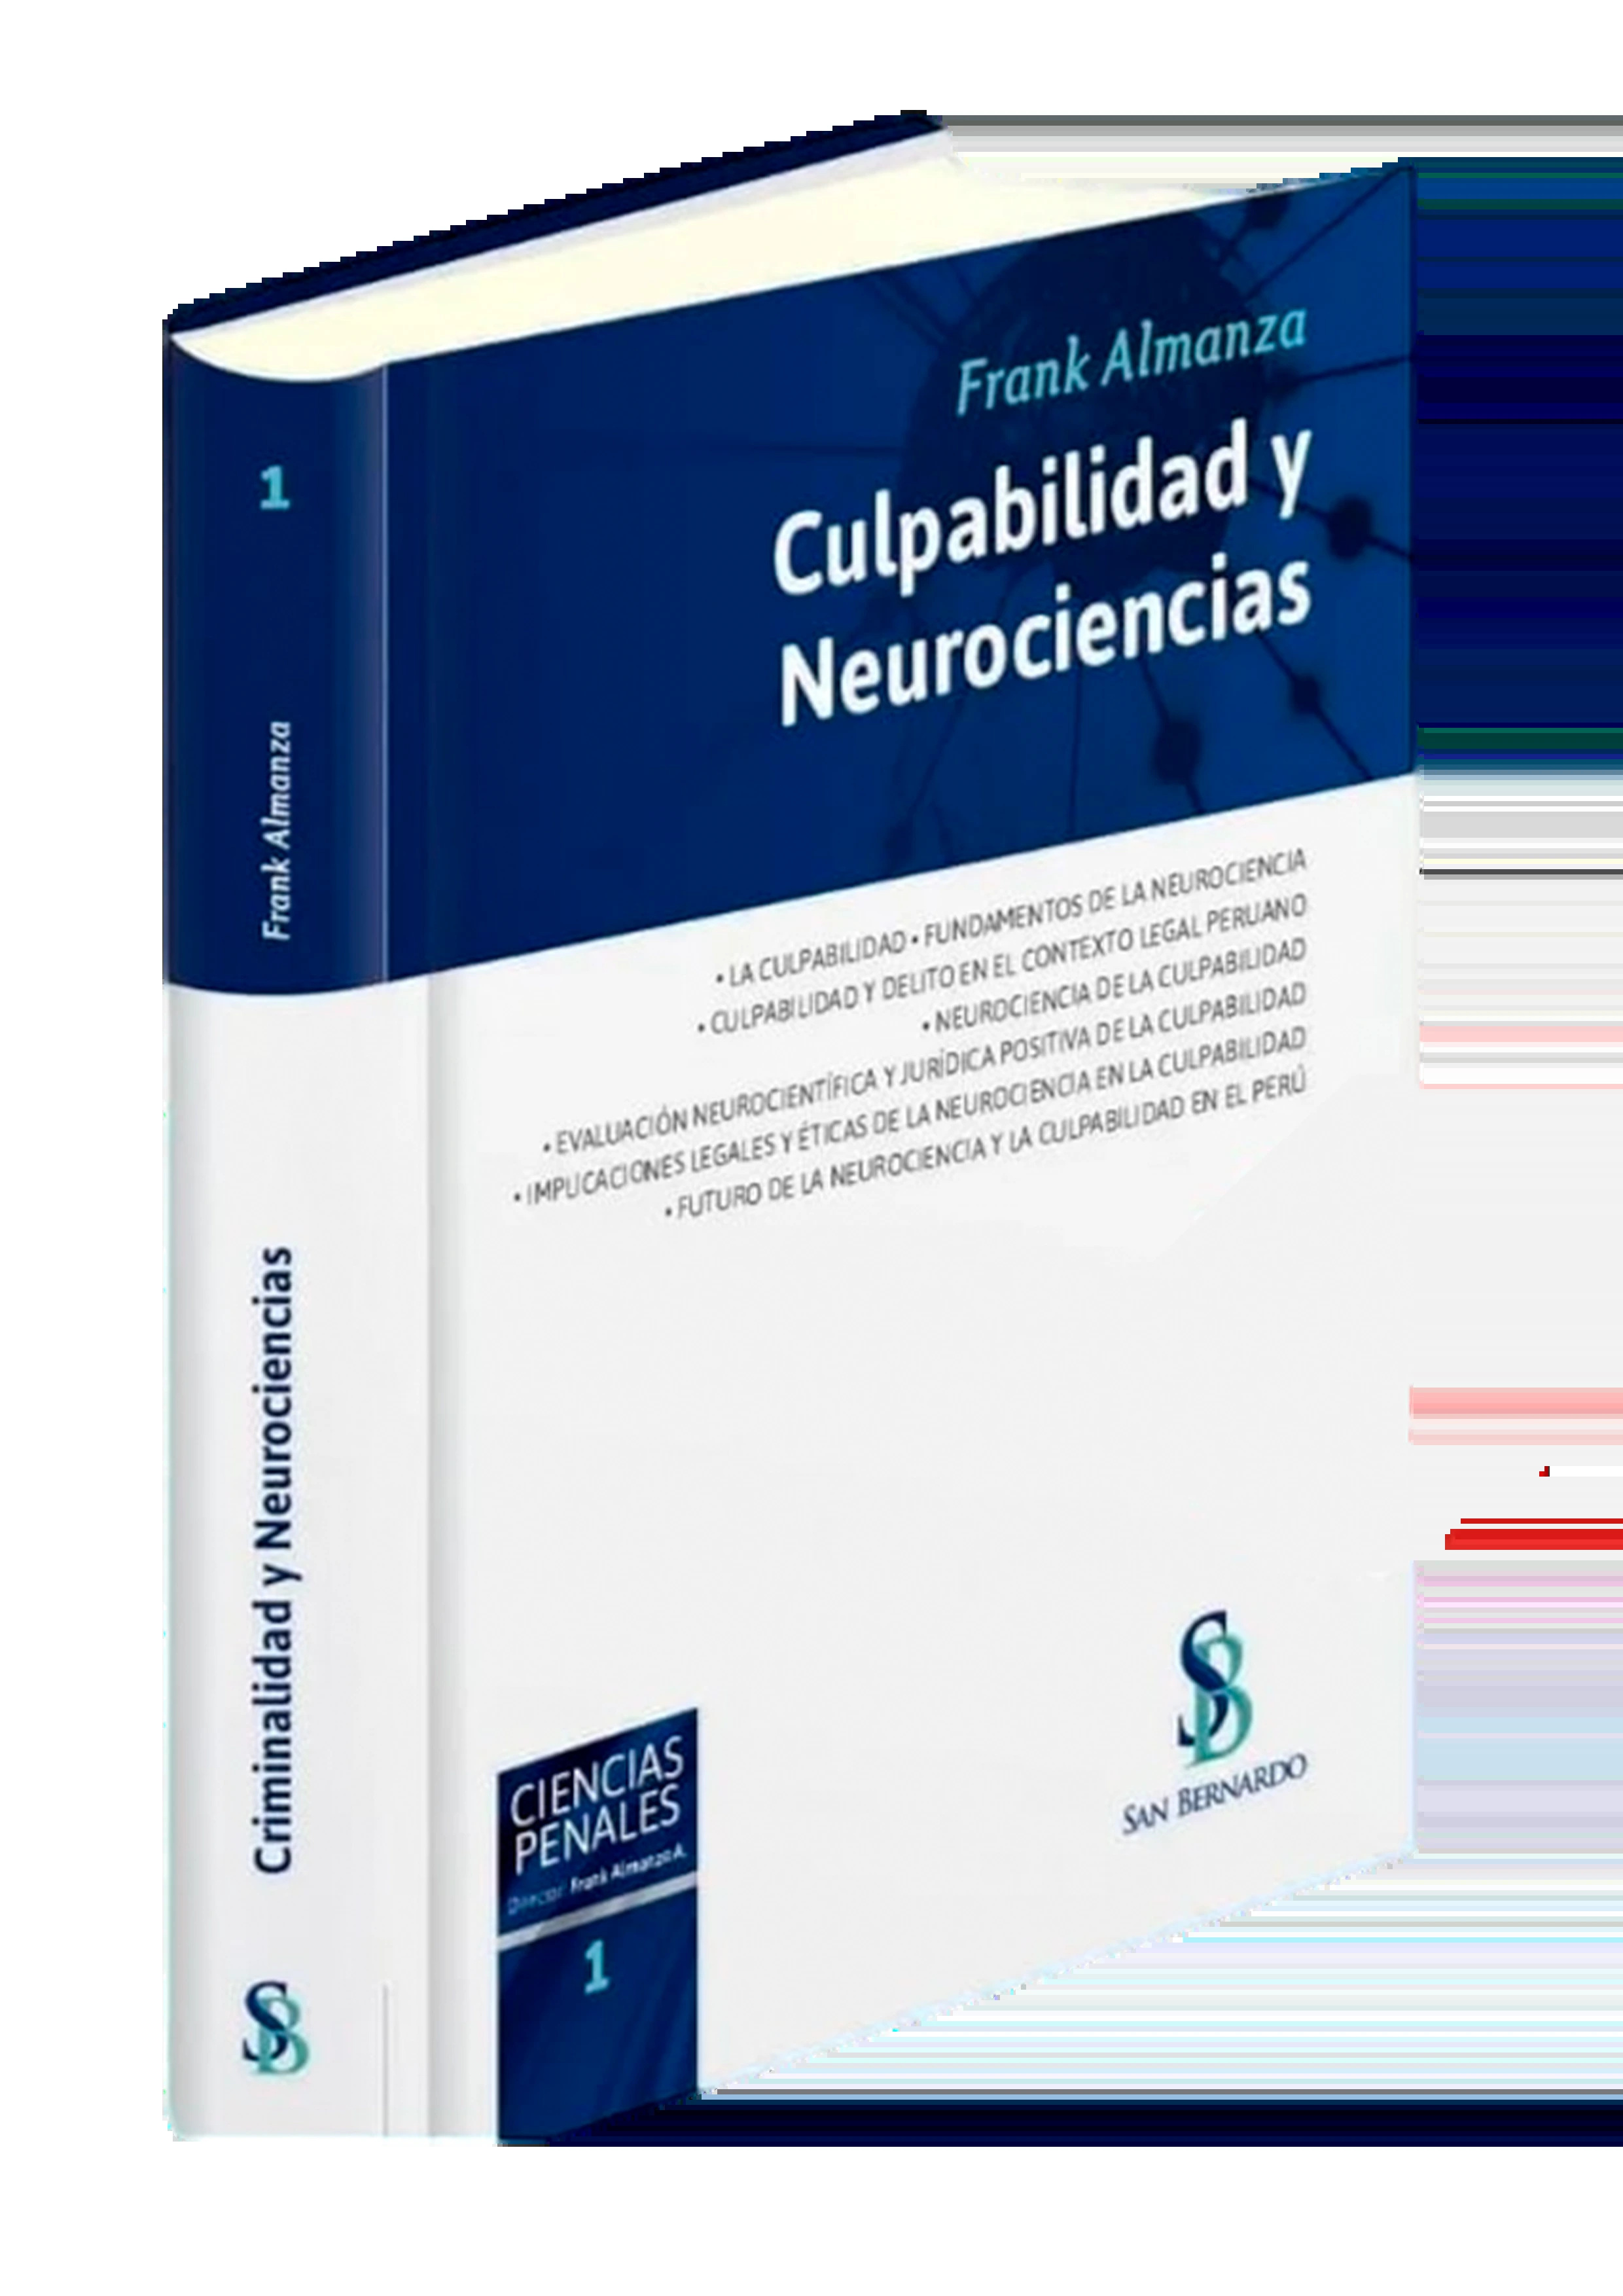 1
Frank Almanza
Criminalidad y Neurociencias
SB
Frank Almanza
Culpabilidad y
Neurociencias
• LA CULPABILIDAD • FUNDAMENTOS DE LA NEUROCIENCIA
• CULPABILIDAD Y DELITO EN EL CONTEXTO LEGAL PERUANO
• NEUROCIENCIA DE LA CULPABILIDAD
• EVALUACIÓN NEUROCIENTÍFICA Y JURÍDICA POSITIVA DE LA CULPABILIDAD
• IMPLICACIONES LEGALES Y ÉTICAS DE LA NEUROCIENCIA EN LA CULPABILIDAD
• FUTURO DE LA NEUROCIENCIA Y LA CULPABILIDAD EN EL PERÚ
CIENCIAS
PENALES
Director: Frank Almanza A.
1
SB
SAN BERNARDO